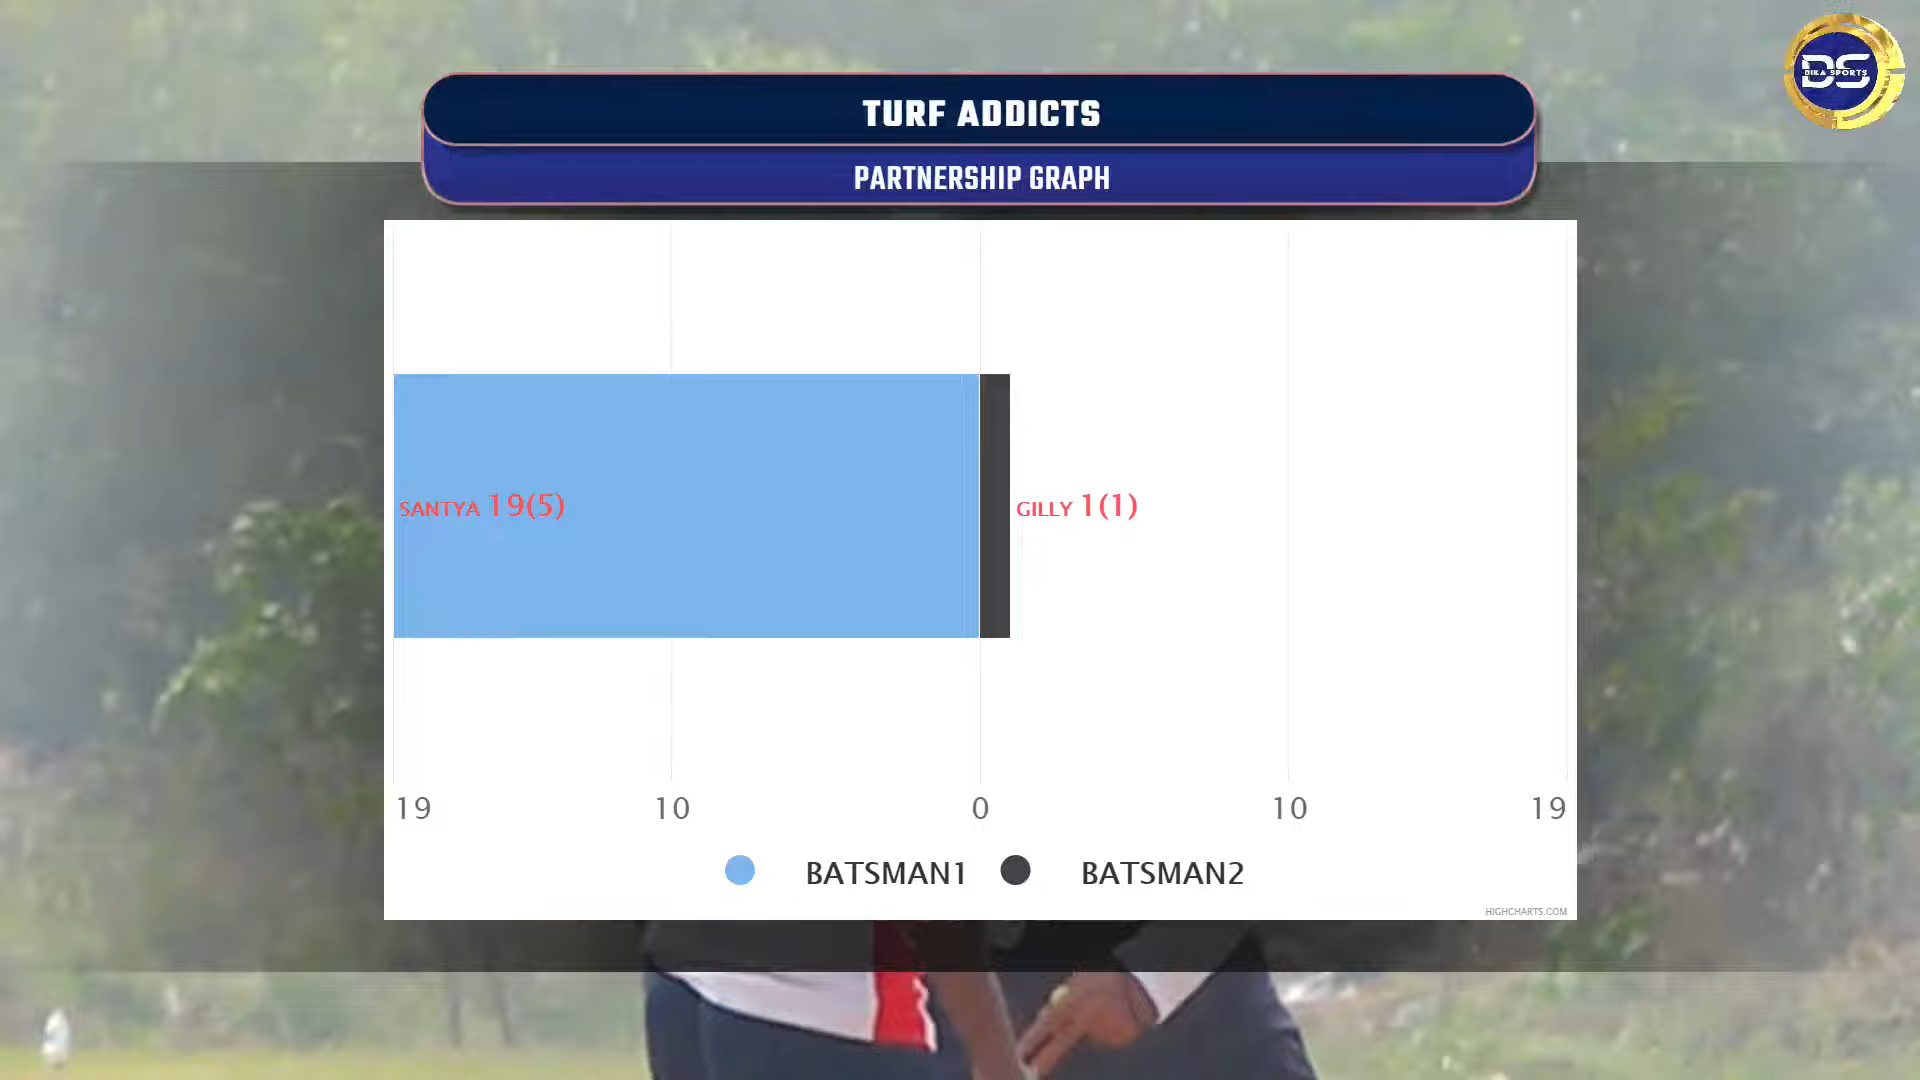 DS
DIKA SPORTS
TURF ADDICTS
PARTNERSHIP GRAPH
SANTYA 19(5)
GILLY 1(1)
19 10 0 10 19
BATSMAN1 BATSMAN2
HIGHCHARTS.COM